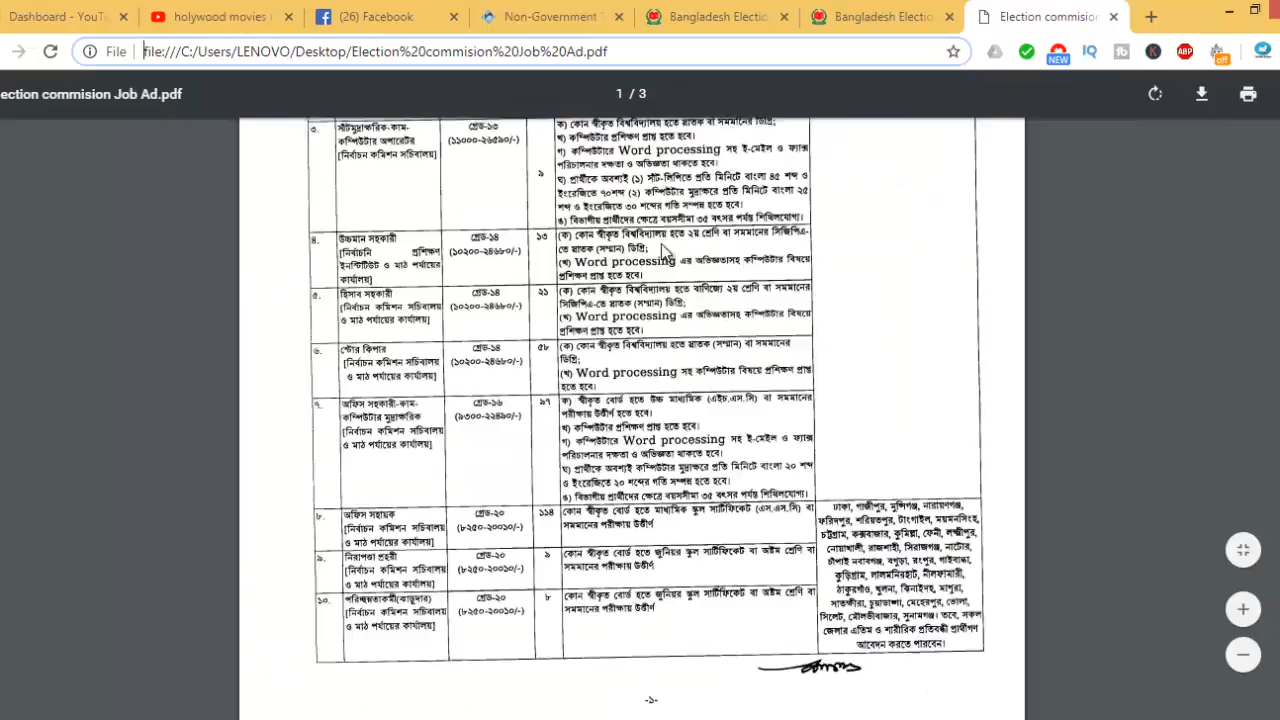 Dashboard - YouT
holywood movies
(26) Facebook
Non-Government T
Bangladesh Electio
Bangladesh Electio
Election commision
File
file:///C:/Users/LENOVO/Desktop/Election%20commision%20Job%20Ad.pdf
NEW
IQ
tb
K
ABP
off
ection commision Job Ad.pdf
1 / 3
৩. সাঁটমুদ্রাক্ষরিক-কাম-
কম্পিউটার অপারেটর
[নির্বাচন কমিশন সচিবালয়]
গ্রেড-১৩
(১১০০০-২৬৫৯০/-)
৯
ক) কোন স্বীকৃত বিশ্ববিদ্যালয় হতে স্নাতক বা সমমানের ডিগ্রি;
খ) কম্পিউটার প্রশিক্ষণ প্রাপ্ত হতে হবে।
গ) কম্পিউটারে Word processing সহ ই-মেইল ও ফ্যাক্স
পরিচালনার দক্ষতা ও অভিজ্ঞতা থাকতে হবে।
ঘ) প্রার্থীকে অবশ্যই (১) সাঁট-লিপিতে প্রতি মিনিটে বাংলা ৪৫ শব্দ ও
ইংরেজিতে ৭০শব্দ (২) কম্পিউটার মুদ্রাক্ষরে প্রতি মিনিটে বাংলা ২৫
শব্দ ও ইংরেজিতে ৩০ শব্দের গতি সম্পন্ন হতে হবে।
ঙ) বিভাগীয় প্রার্থীদের ক্ষেত্রে বয়সসীমা ৩৫ বৎসর পর্যন্ত শিথিলযোগ্য।
৪. উচ্চমান সহকারী
[নির্বাচনি প্রশিক্ষণ
ইনস্টিটিউট ও মাঠ পর্যায়ের
কার্যালয়]
গ্রেড-১৪
(১০২০০-২৪৬৮০/-)
১৩
(ক) কোন স্বীকৃত বিশ্ববিদ্যালয় হতে ২য় শ্রেণি বা সমমানের সিজিপিএ-
তে স্নাতক (সম্মান) ডিগ্রি;
(খ) Word processing এর অভিজ্ঞতাসহ কম্পিউটার বিষয়ে
প্রশিক্ষণ প্রাপ্ত হতে হবে।
৫. হিসাব সহকারী
[নির্বাচন কমিশন সচিবালয়
ও মাঠ পর্যায়ের কার্যালয়]
গ্রেড-১৪
(১০২০০-২৪৬৮০/-)
২১
(ক) কোন স্বীকৃত বিশ্ববিদ্যালয় হতে বাণিজ্যে ২য় শ্রেণি বা সমমানের
সিজিপিএ-তে স্নাতক (সম্মান) ডিগ্রি;
(খ) Word processing এর অভিজ্ঞতাসহ কম্পিউটার বিষয়ে
প্রশিক্ষণ প্রাপ্ত হতে হবে।
৬. স্টোর কিপার
[নির্বাচন কমিশন সচিবালয়
ও মাঠ পর্যায়ের কার্যালয়]
গ্রেড-১৪
(১০২০০-২৪৬৮০/-)
৫৮
(ক) কোন স্বীকৃত বিশ্ববিদ্যালয় হতে স্নাতক (সম্মান) বা সমমানের
ডিগ্রি;
(খ) Word processing সহ কম্পিউটার বিষয়ে প্রশিক্ষণ প্রাপ্ত
হতে হবে।
৭. অফিস সহকারী-কাম-
কম্পিউটার মুদ্রাক্ষরিক
[নির্বাচন কমিশন সচিবালয়
ও মাঠ পর্যায়ের কার্যালয়]
গ্রেড-১৬
(৯৩০০-২২৪৯০/-)
৯৭
ক) স্বীকৃত বোর্ড হতে উচ্চ মাধ্যমিক (এইচ.এস.সি) বা সমমানের
পরীক্ষায় উত্তীর্ণ হতে হবে।
খ) কম্পিউটার প্রশিক্ষণ প্রাপ্ত হতে হবে।
গ) কম্পিউটারে Word processing সহ ই-মেইল ও ফ্যাক্স
পরিচালনার দক্ষতা ও অভিজ্ঞতা থাকতে হবে।
ঘ) প্রার্থীকে অবশ্যই কম্পিউটার মুদ্রাক্ষরে প্রতি মিনিটে বাংলা ২০ শব্দ
ও ইংরেজিতে ২০ শব্দের গতি সম্পন্ন হতে হবে।
ঙ) বিভাগীয় প্রার্থীদের ক্ষেত্রে বয়সসীমা ৩৫ বৎসর পর্যন্ত শিথিলযোগ্য।
৮. অফিস সহায়ক
[নির্বাচন কমিশন সচিবালয়
ও মাঠ পর্যায়ের কার্যালয়]
গ্রেড-২০
(৮২৫০-২০০১০/-)
১১৪
কোন স্বীকৃত বোর্ড হতে মাধ্যমিক স্কুল সার্টিফিকেট (এস.এস.সি) বা
সমমানের পরীক্ষায় উত্তীর্ণ
৯. নিরাপত্তা প্রহরী
[নির্বাচন কমিশন সচিবালয়
ও মাঠ পর্যায়ের কার্যালয়]
গ্রেড-২০
(৮২৫০-২০০১০/-)
৯
কোন স্বীকৃত বোর্ড হতে জুনিয়র স্কুল সার্টিফিকেট বা অষ্টম শ্রেণি বা
সমমানের পরীক্ষায় উত্তীর্ণ
১০. পরিচ্ছন্নতাকর্মী(ঝাড়ুদার)
[নির্বাচন কমিশন সচিবালয়
ও মাঠ পর্যায়ের কার্যালয়]
গ্রেড-২০
(৮২৫০-২০০১০/-)
৮
কোন স্বীকৃত বোর্ড হতে জুনিয়র স্কুল সার্টিফিকেট বা অষ্টম শ্রেণি বা
সমমানের পরীক্ষায় উত্তীর্ণ
ঢাকা, গাজীপুর, মুন্সিগঞ্জ, নারায়ণগঞ্জ,
ফরিদপুর, শরিয়তপুর, টাংগাইল, ময়মনসিংহ,
চট্টগ্রাম, কক্সবাজার, কুমিল্লা, ফেনী, লক্ষ্মীপুর,
নোয়াখালী, রাজশাহী, সিরাজগঞ্জ, নাটোর,
চাঁপাই নবাবগঞ্জ, বগুড়া, রংপুর, গাইবান্ধা,
কুড়িগ্রাম, লালমনিরহাট, নীলফামারী,
ঠাকুরগাঁও, খুলনা, ঝিনাইদহ, মাগুরা,
সাতক্ষীরা, চুয়াডাঙ্গা, মেহেরপুর, ভোলা,
সিলেট, মৌলভীবাজার, সুনামগঞ্জ। তবে, সকল
জেলার এতিম ও শারীরিক প্রতিবন্ধী প্রার্থীগণ
আবেদন করতে পারবেন।
-১-